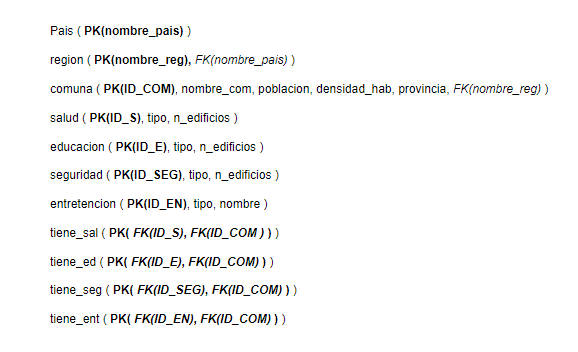 Pais ( PK(nombre_pais) )
region ( PK(nombre_reg), FK(nombre_pais) )
comuna ( PK(ID_COM), nombre_com, poblacion, densidad_hab, provincia, FK(nombre_reg) )
salud ( PK(ID_S), tipo, n_edificios )
educacion ( PK(ID_E), tipo, n_edificios )
seguridad ( PK(ID_SEG), tipo, n_edificios )
entretencion ( PK(ID_EN), tipo, nombre )
tiene_sal ( PK( FK(ID_S), FK(ID_COM ) ) )
tiene_ed ( PK( FK(ID_E), FK(ID_COM) ) )
tiene_seg ( PK( FK(ID_SEG), FK(ID_COM) ) )
tiene_ent ( PK( FK(ID_EN), FK(ID_COM) ) )